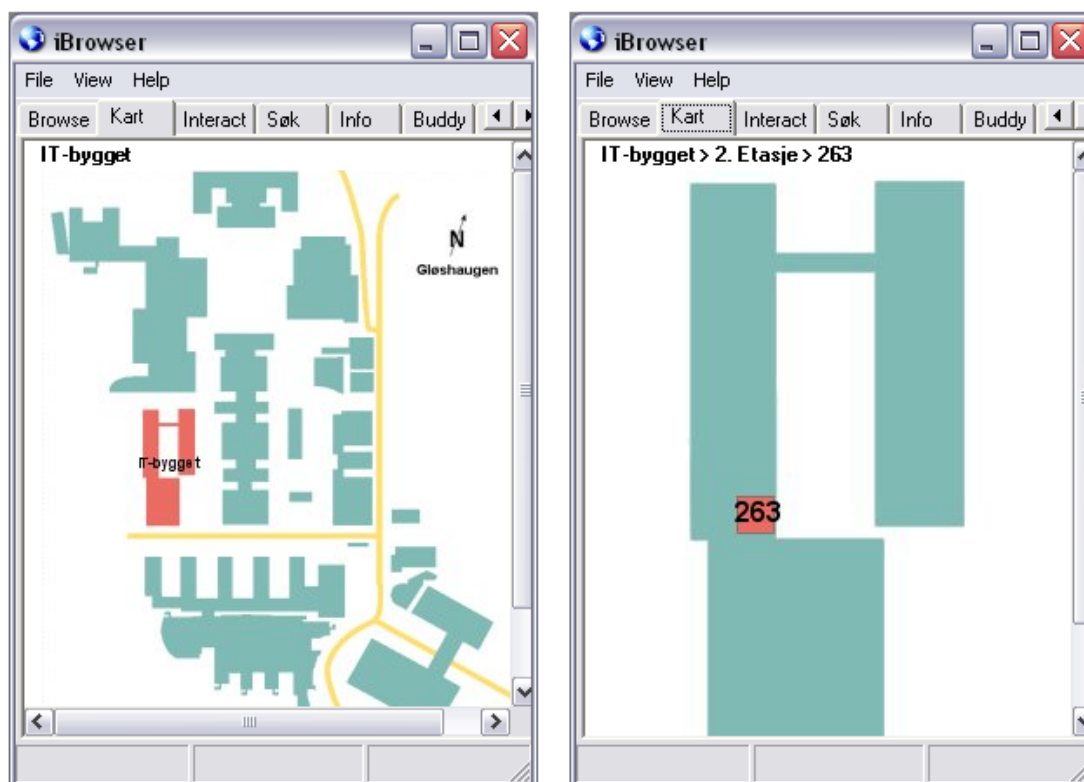 iBrowser
File View Help
Browse Kart Interact Søk Info Buddy
IT-bygget
N
Gløshaugen
IT-bygget
iBrowser
File View Help
Browse Kart Interact Søk Info Buddy
IT-bygget > 2. Etasje > 263
263